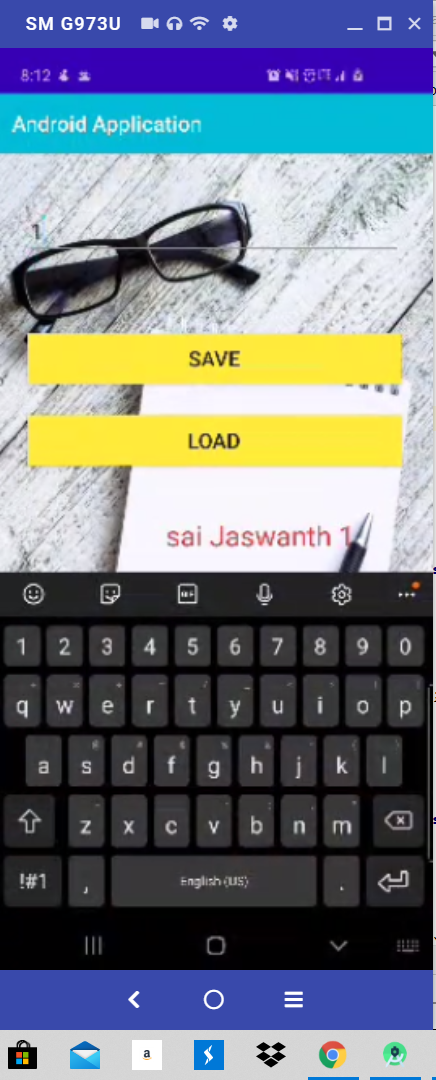 SM G973U
8:12
Android Application
1
SAVE
LOAD
sai Jaswanth 1
1 2 3 4 5 6 7 8 9 0
q w e r t y u i o p
a s d f g h j k l
z x c v b n m
!#1 , English (US) .
a